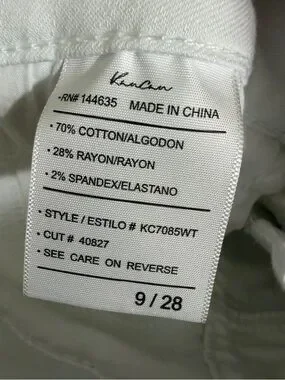 KanCan
-RN# 144635 MADE IN CHINA
• 70% COTTON/ALGODON
• 28% RAYON/RAYON
• 2% SPANDEX/ELASTANO
• STYLE / ESTILO # KC7085WT
• CUT # 40827
• SEE CARE ON REVERSE
9 / 28